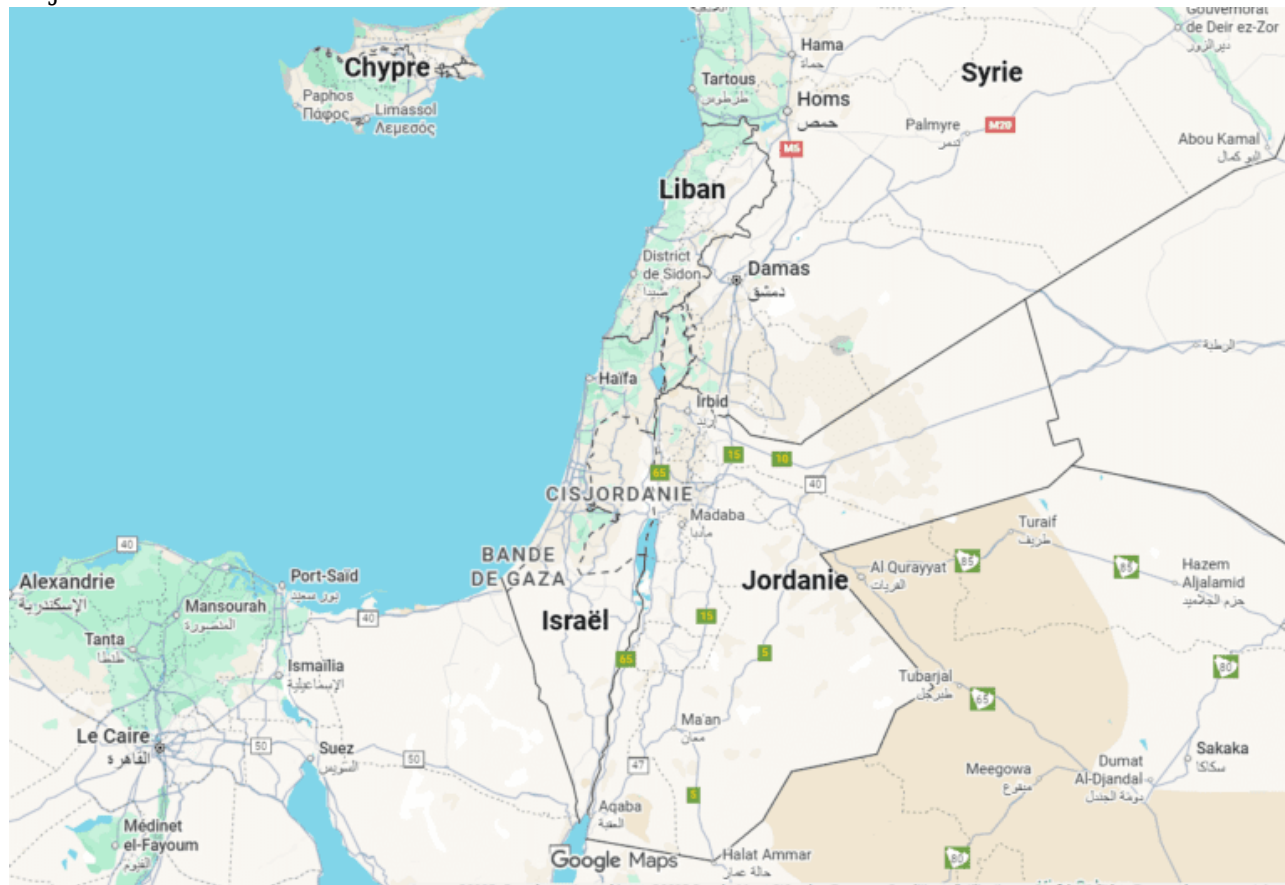 Gouvernorat
de Deir ez-Zor
ديرالزور
Hama
حماة
Chypre
Syrie
Tartous
طرطوس
Paphos
Πάφος
Limassol
Λεμεσός
Homs
حمص
Palmyre
تدمر
M20
M5
Abou Kamal
البو كمال
Liban
District
de Sidon
صيدا
Damas
دمشق
الرطبة
Haïfa
Irbid
إربد
15
10
65
40
CISJORDANIE
Madaba
مأدبا
Turaif
طريف
85
85
Hazem
Aljalamid
حزم الجلاميد
BANDE
DE GAZA
Al Qurayyat
القريات
Jordanie
40
Alexandrie
الإسكندرية
Port-Saïd
بور سعيد
Mansourah
المنصورة
40
Israël
15
Tanta
طنطا
5
65
Ismaïlia
الإسماعيلية
80
Tubarjal
طبرجل
65
Le Caire
القاهرة
50
Suez
السويس
50
Ma'an
معان
47
Meegowa
ميقوع
Dumat
Al-Djandal
دومة الجندل
Sakaka
سكاكا
5
Aqaba
العقبة
Médinet
el-Fayoum
الفيوم
Google Maps
Halat Ammar
حالة عمار
80